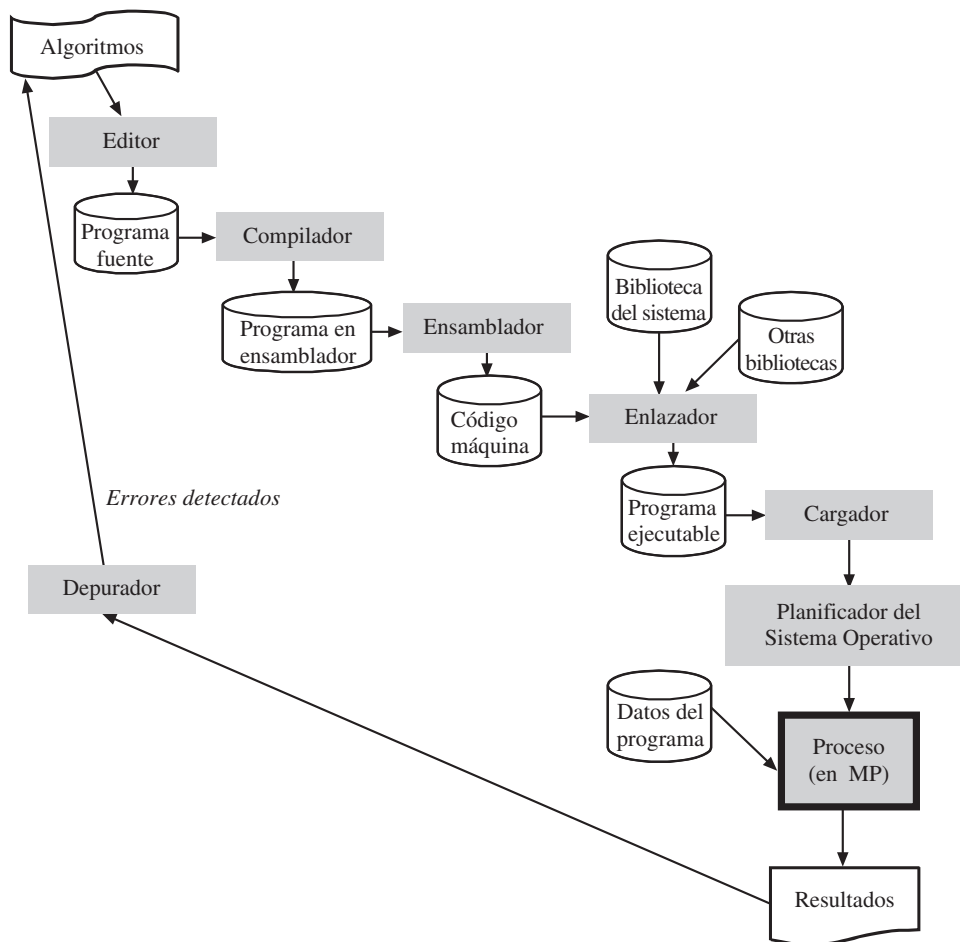 Algoritmos
Editor
Programa
fuente
Compilador
Programa en
ensamblador
Ensamblador
Código
máquina
Biblioteca
del sistema
Otras
bibliotecas
Enlazador
Programa
ejecutable
Cargador
Planificador del
Sistema Operativo
Datos del
programa
Proceso
(en MP)
Resultados
Depurador
Errores detectados